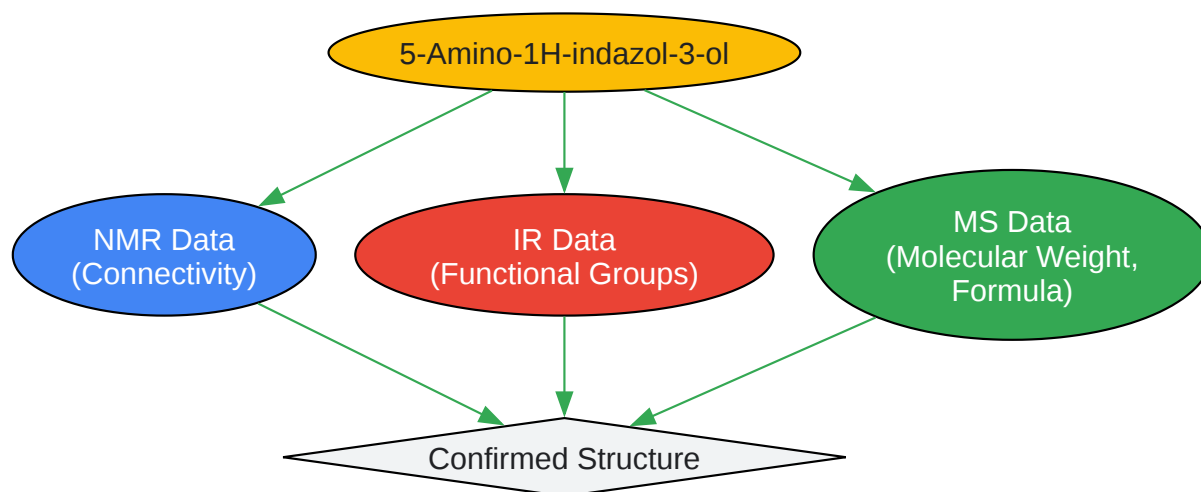 5-Amino-1H-indazol-3-ol
NMR Data
(Connectivity)
IR Data
(Functional Groups)
MS Data
(Molecular Weight,
Formula)
Confirmed Structure